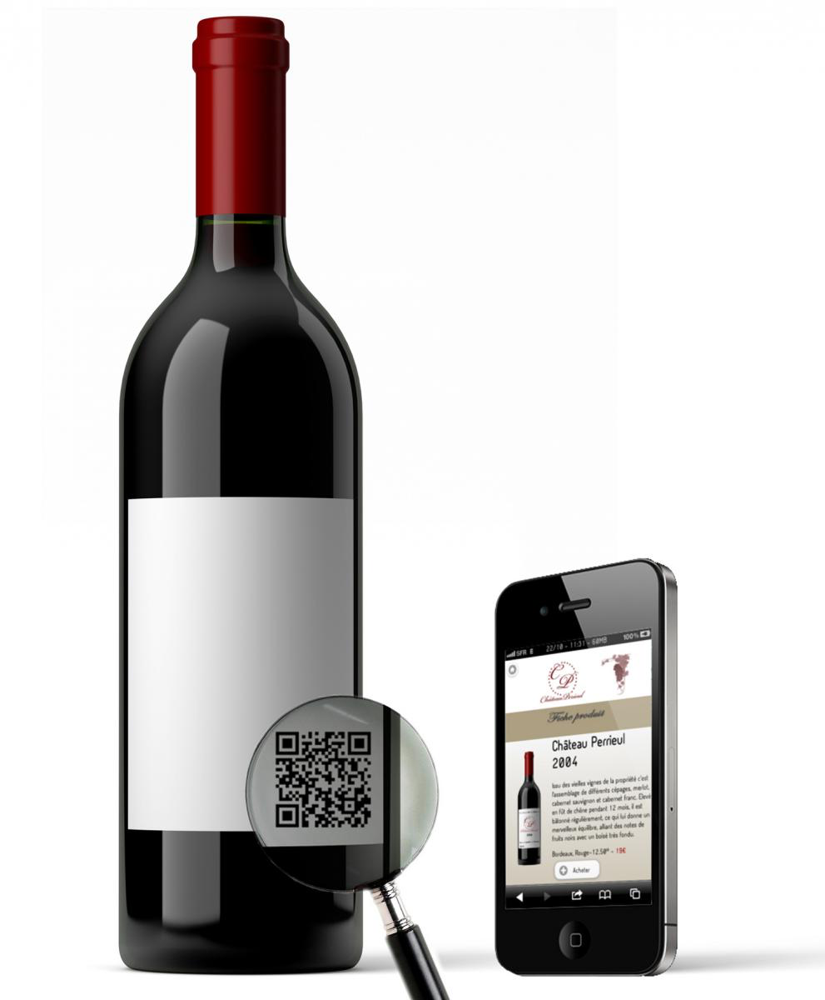 SFR E 22/10 - 11:31 - 60MB 100%
CP
Château Périeul
Fiche produit
Château Perrieul
2004
Issu des vieilles vignes de la propriété c'est
l'assemblage de différents cépages, merlot,
cabernet sauvignon et cabernet franc. Elevé
en fût de chêne pendant 12 mois, il est
bâtonné régulièrement, ce qui lui donne un
merveilleux équilibre, alliant des notes de
fruits noirs avec un boisé très fondu.
Bordeaux, Rouge-12.50° - 19€
Acheter